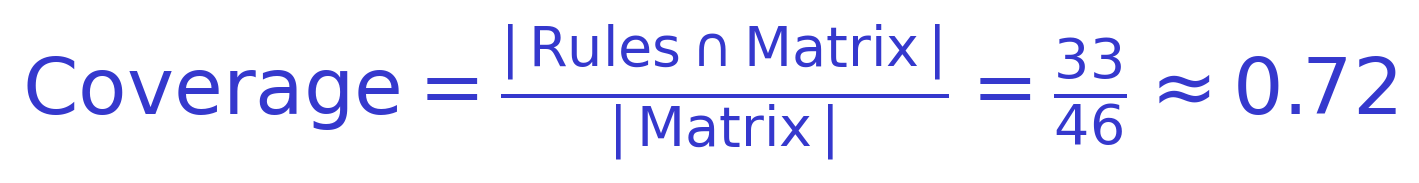 Coverage = |Rules ∩ Matrix| / |Matrix| = 33/46 ≈ 0.72